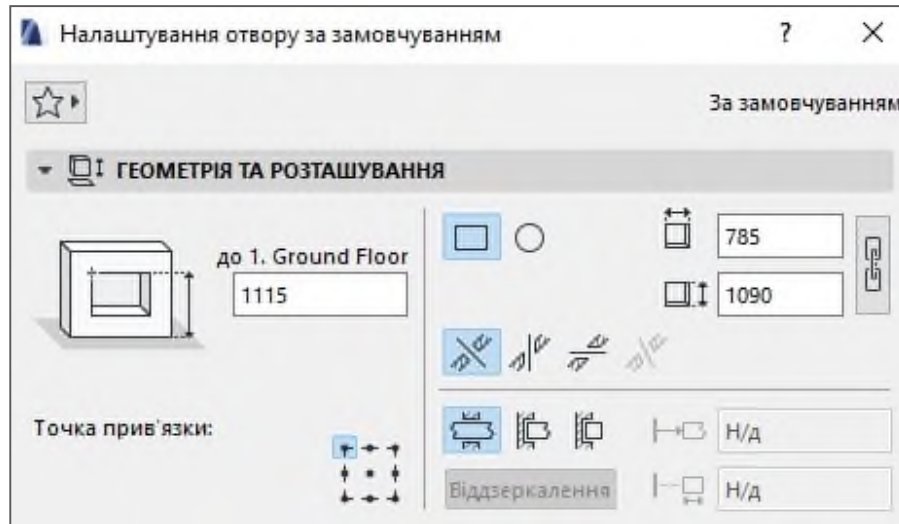 Налаштування отвору за замовчуванням ? ×
За замовчуванням
ГЕОМЕТРІЯ ТА РОЗТАШУВАННЯ
до 1. Ground Floor
1115
785
1090
Точка прив'язки:
Н/д
Віддзеркалення
Н/д